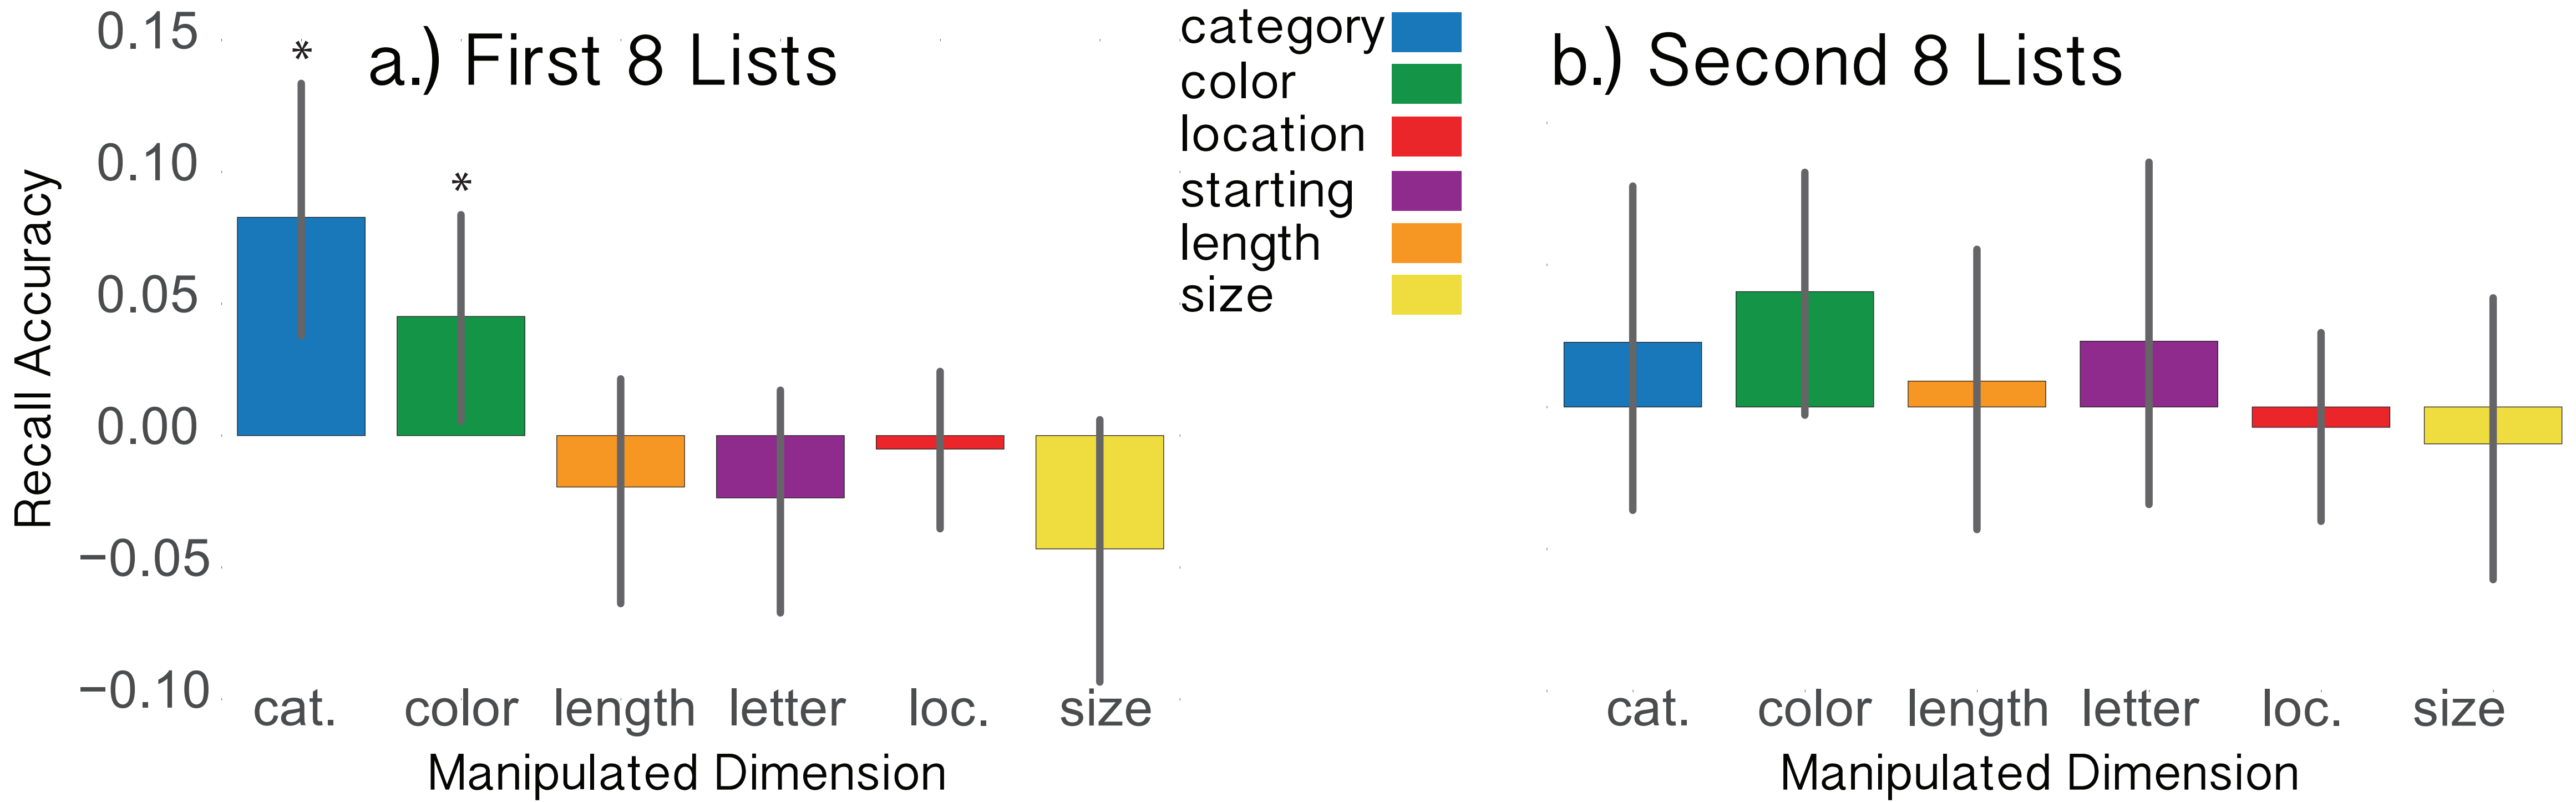 a.) First 8 Lists
*
*
0.15
0.10
0.05
0.00
−0.05
−0.10
Recall Accuracy
cat. color length letter loc. size
Manipulated Dimension
category
color
location
starting
length
size
b.) Second 8 Lists
cat. color length letter loc. size
Manipulated Dimension